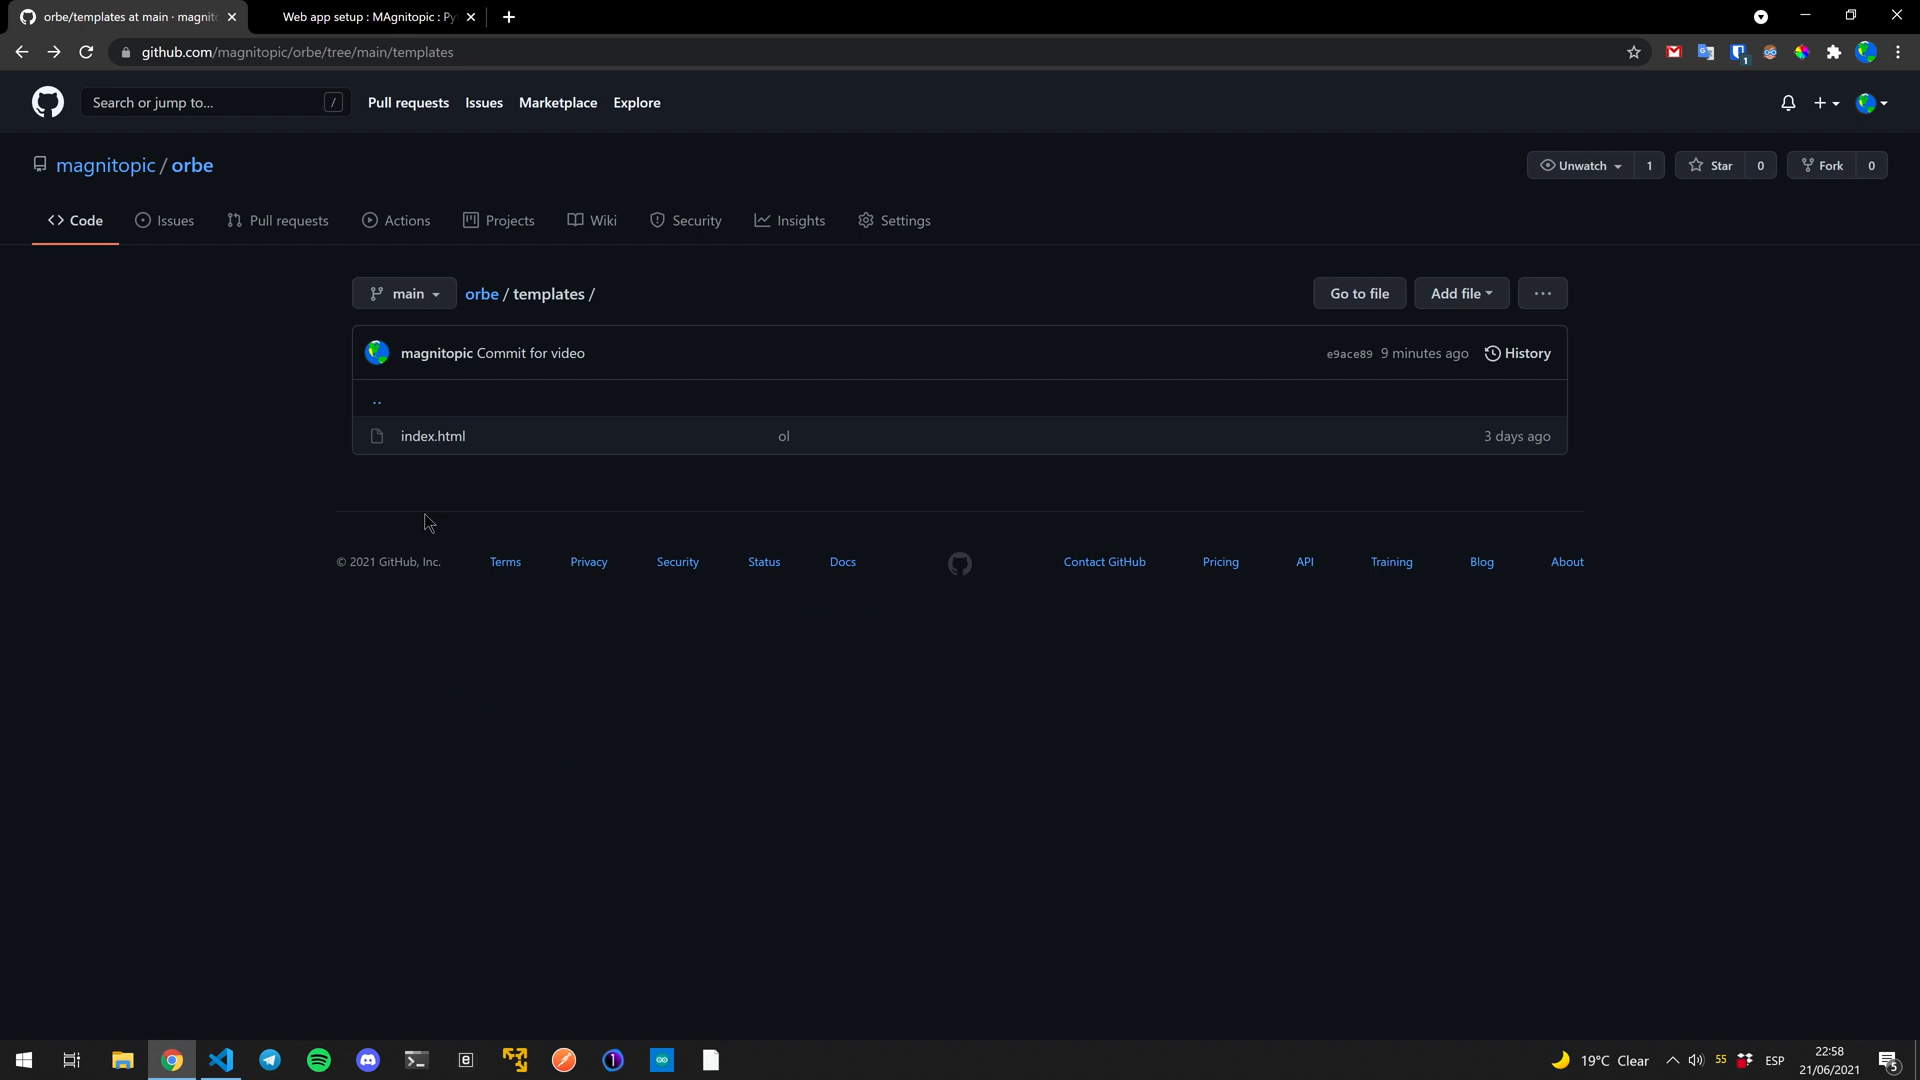 orbe/templates at main · magnito
Web app setup : MAgnitopic : Py
github.com/magnitopic/orbe/tree/main/templates
1
Search or jump to...
/
Pull requests
Issues
Marketplace
Explore
magnitopic / orbe
Unwatch
1
Star
0
Fork
0
Code
Issues
Pull requests
Actions
Projects
Wiki
Security
Insights
Settings
main
orbe / templates /
Go to file
Add file
magnitopic Commit for video
e9ace89 9 minutes ago
History
..
index.html
ol
3 days ago
© 2021 GitHub, Inc.
Terms
Privacy
Security
Status
Docs
Contact GitHub
Pricing
API
Training
Blog
About
19°C Clear
55
ESP
22:58
21/06/2021
5